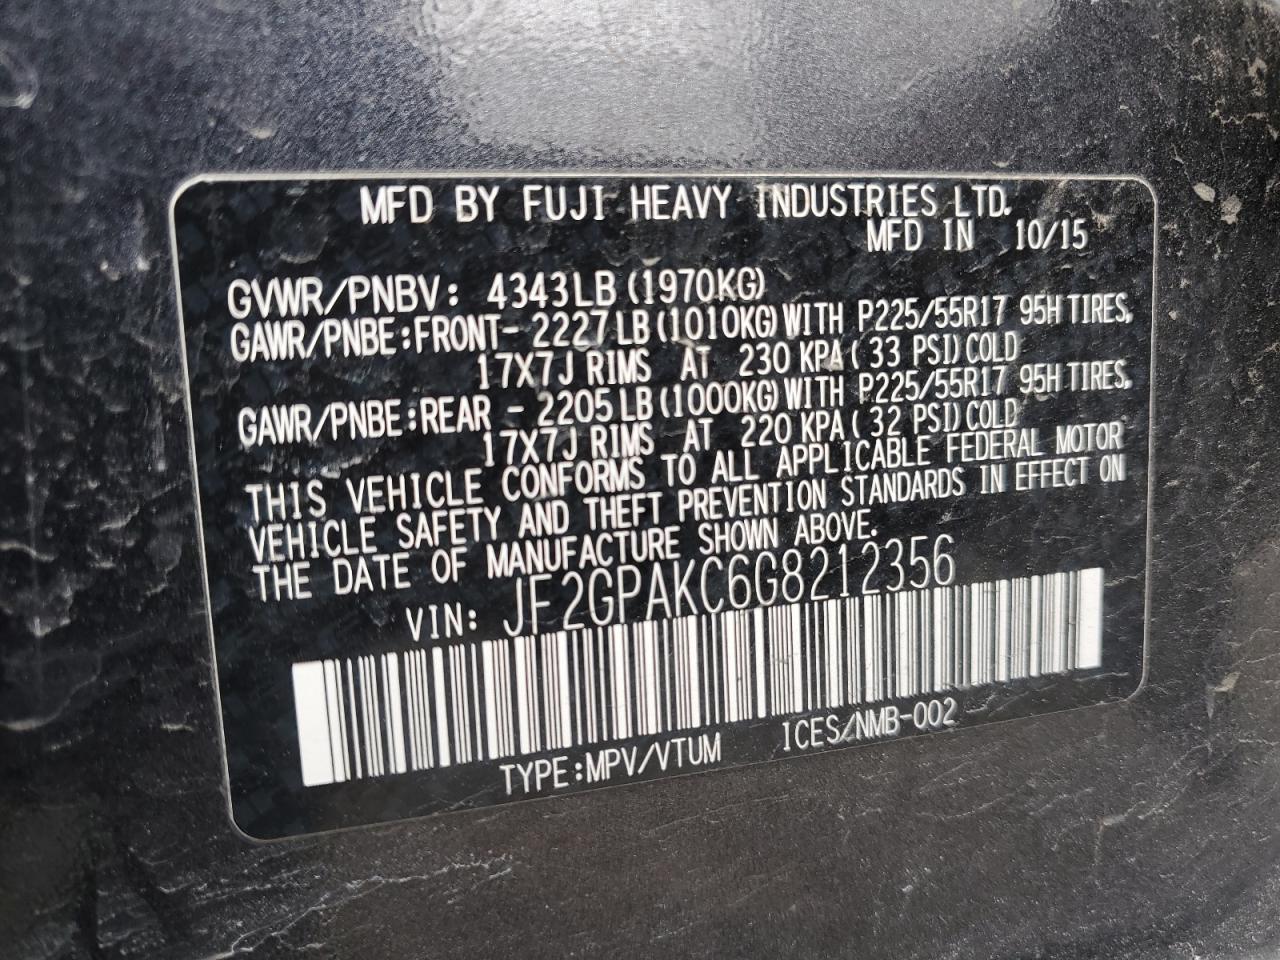 MFD BY FUJI HEAVY INDUSTRIES LTD.
MFD IN 10/15
GVWR/PNBV: 4343LB (1970KG)
GAWR/PNBE:FRONT- 2227LB (1010KG) WITH P225/55R17 95H TIRES,
17X7J RIMS AT 230 KPA ( 33 PSI) COLD
GAWR/PNBE:REAR - 2205LB (1000KG) WITH P225/55R17 95H TIRES,
17X7J RIMS AT 220 KPA ( 32 PSI) COLD
THIS VEHICLE CONFORMS TO ALL APPLICABLE FEDERAL MOTOR
VEHICLE SAFETY AND THEFT PREVENTION STANDARDS IN EFFECT ON
THE DATE OF MANUFACTURE SHOWN ABOVE.
VIN: JF2GPAKC6G8212356
TYPE:MPV/VTUM ICES/NMB-002